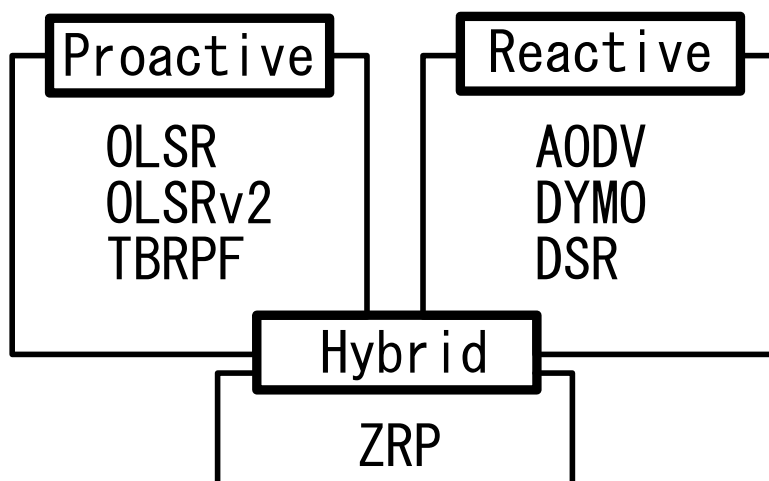 Proactive
OLSR
OLSRv2
TBRPF
Reactive
AODV
DYMO
DSR
Hybrid
ZRP